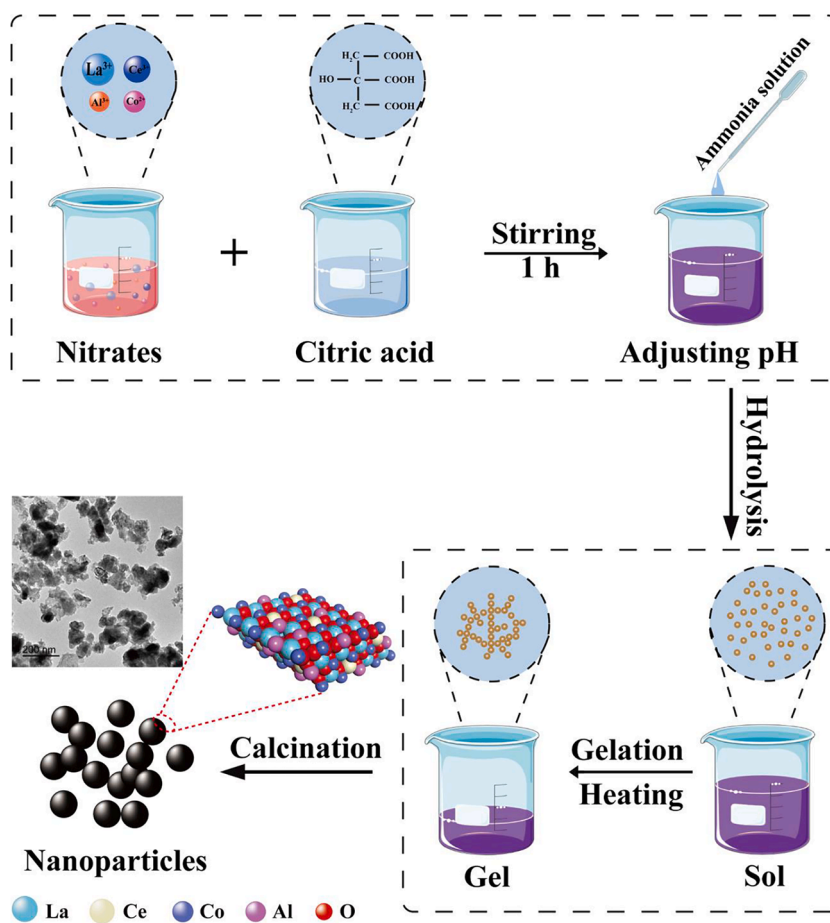 La³⁺ Ce³⁺
Al³⁺ Co²⁺
H₂C COOH
HO C COOH
H₂C COOH
Ammonia solution
+
Stirring
1 h
Nitrates
Citric acid
Adjusting pH
Hydrolysis
200 nm
Calcination
Gelation
Heating
Nanoparticles
Gel
Sol
La Ce Co Al O